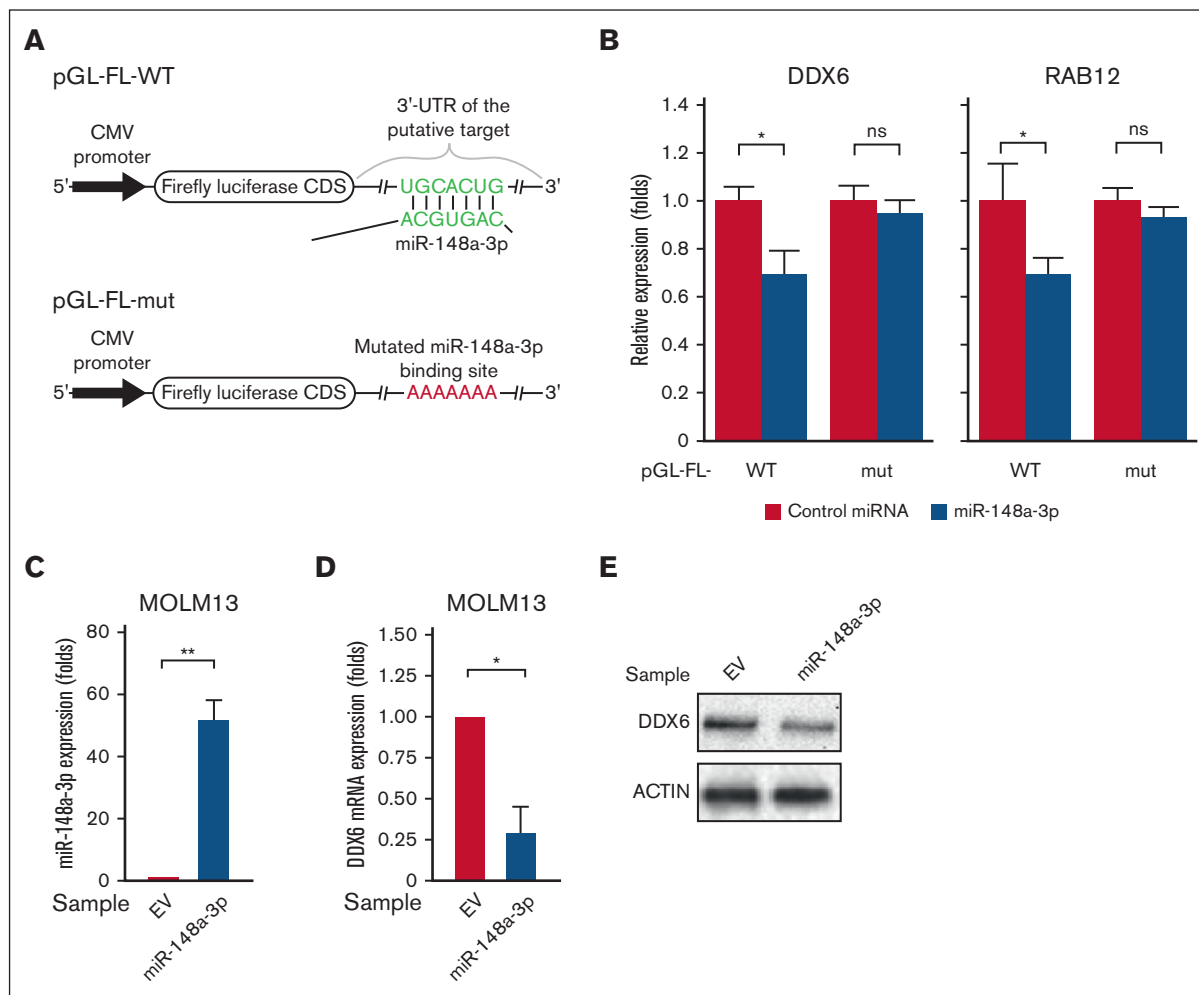 A
pGL-FL-WT
3'-UTR of the
putative target
CMV
promoter
5'
Firefly luciferase CDS
UGCACUG
3'
ACGUGAC
miR-148a-3p
pGL-FL-mut
CMV
promoter
Mutated miR-148a-3p
binding site
5'
Firefly luciferase CDS
AAAAAAA
3'
B
DDX6
RAB12
Relative expression (folds)
1.4
1.2
1.0
0.8
0.6
0.4
0.2
0
*
ns
*
ns
pGL-FL-
WT
mut
WT
mut
Control miRNA
miR-148a-3p
C
MOLM13
miR-148a-3p expression (folds)
80
60
40
20
0
**
Sample
EV
miR-148a-3p
D
MOLM13
DDX6 mRNA expression (folds)
1.50
1.25
1.00
0.75
0.50
0.25
0
*
Sample
EV
miR-148a-3p
E
Sample
EV
miR-148a-3p
DDX6
ACTIN